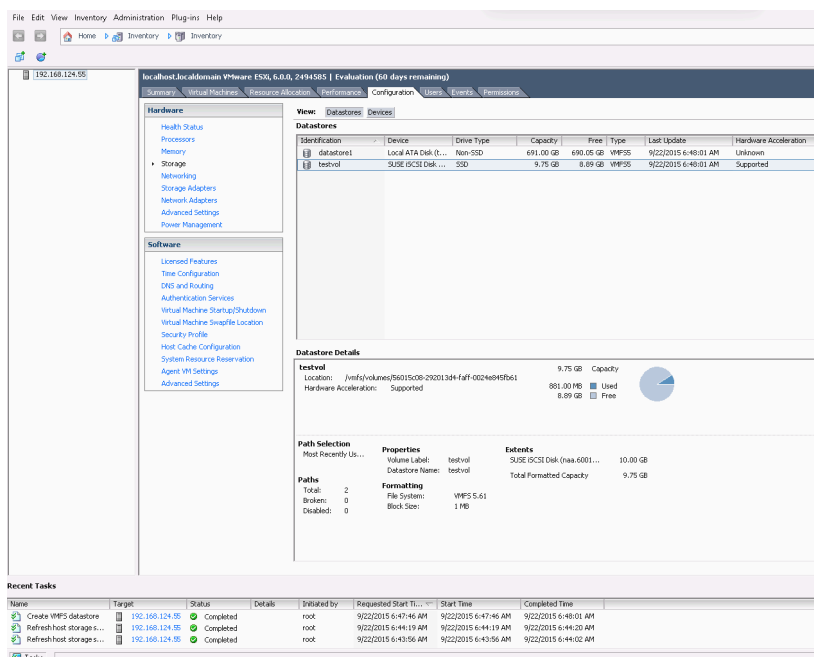 File Edit View Inventory Administration Plug-ins Help
Home Inventory Inventory
192.168.124.55
localhost.localdomain VMware ESXi, 6.0.0, 2494585 | Evaluation (60 days remaining)
Summary Virtual Machines Resource Allocation Performance Configuration Users Events Permissions
Hardware
Health Status
Processors
Memory
Storage
Networking
Storage Adapters
Network Adapters
Advanced Settings
Power Management
Software
Licensed Features
Time Configuration
DNS and Routing
Authentication Services
Virtual Machine Startup/Shutdown
Virtual Machine Swapfile Location
Security Profile
Host Cache Configuration
System Resource Reservation
Agent VM Settings
Advanced Settings
View: Datastores Devices
Datastores
Identification Device Drive Type Capacity Free Type Last Update Hardware Acceleration
datastore1 Local ATA Disk (t... Non-SSD 691.00 GB 690.05 GB VMFS5 9/22/2015 6:48:01 AM Unknown
testvol SUSE iSCSI Disk ... SSD 9.75 GB 8.89 GB VMFS5 9/22/2015 6:48:01 AM Supported
Datastore Details
testvol
Location: /vmfs/volumes/56015c08-292013d4-faff-0024e845fb61
Hardware Acceleration: Supported
9.75 GB Capacity
881.00 MB Used
8.89 GB Free
Path Selection
Most Recently Us...
Paths
Total: 2
Broken: 0
Disabled: 0
Properties
Volume Label: testvol
Datastore Name: testvol
Formatting
File System: VMFS 5.61
Block Size: 1 MB
Extents
SUSE iSCSI Disk (naa.6001... 10.00 GB
Total Formatted Capacity 9.75 GB
Recent Tasks
Name Target Status Details Initiated by Requested Start Ti... Start Time Completed Time
Create VMFS datastore 192.168.124.55 Completed root 9/22/2015 6:47:46 AM 9/22/2015 6:47:46 AM 9/22/2015 6:48:01 AM
Refresh host storage s... 192.168.124.55 Completed root 9/22/2015 6:44:19 AM 9/22/2015 6:44:19 AM 9/22/2015 6:44:20 AM
Refresh host storage s... 192.168.124.55 Completed root 9/22/2015 6:43:56 AM 9/22/2015 6:43:56 AM 9/22/2015 6:44:02 AM
Tasks